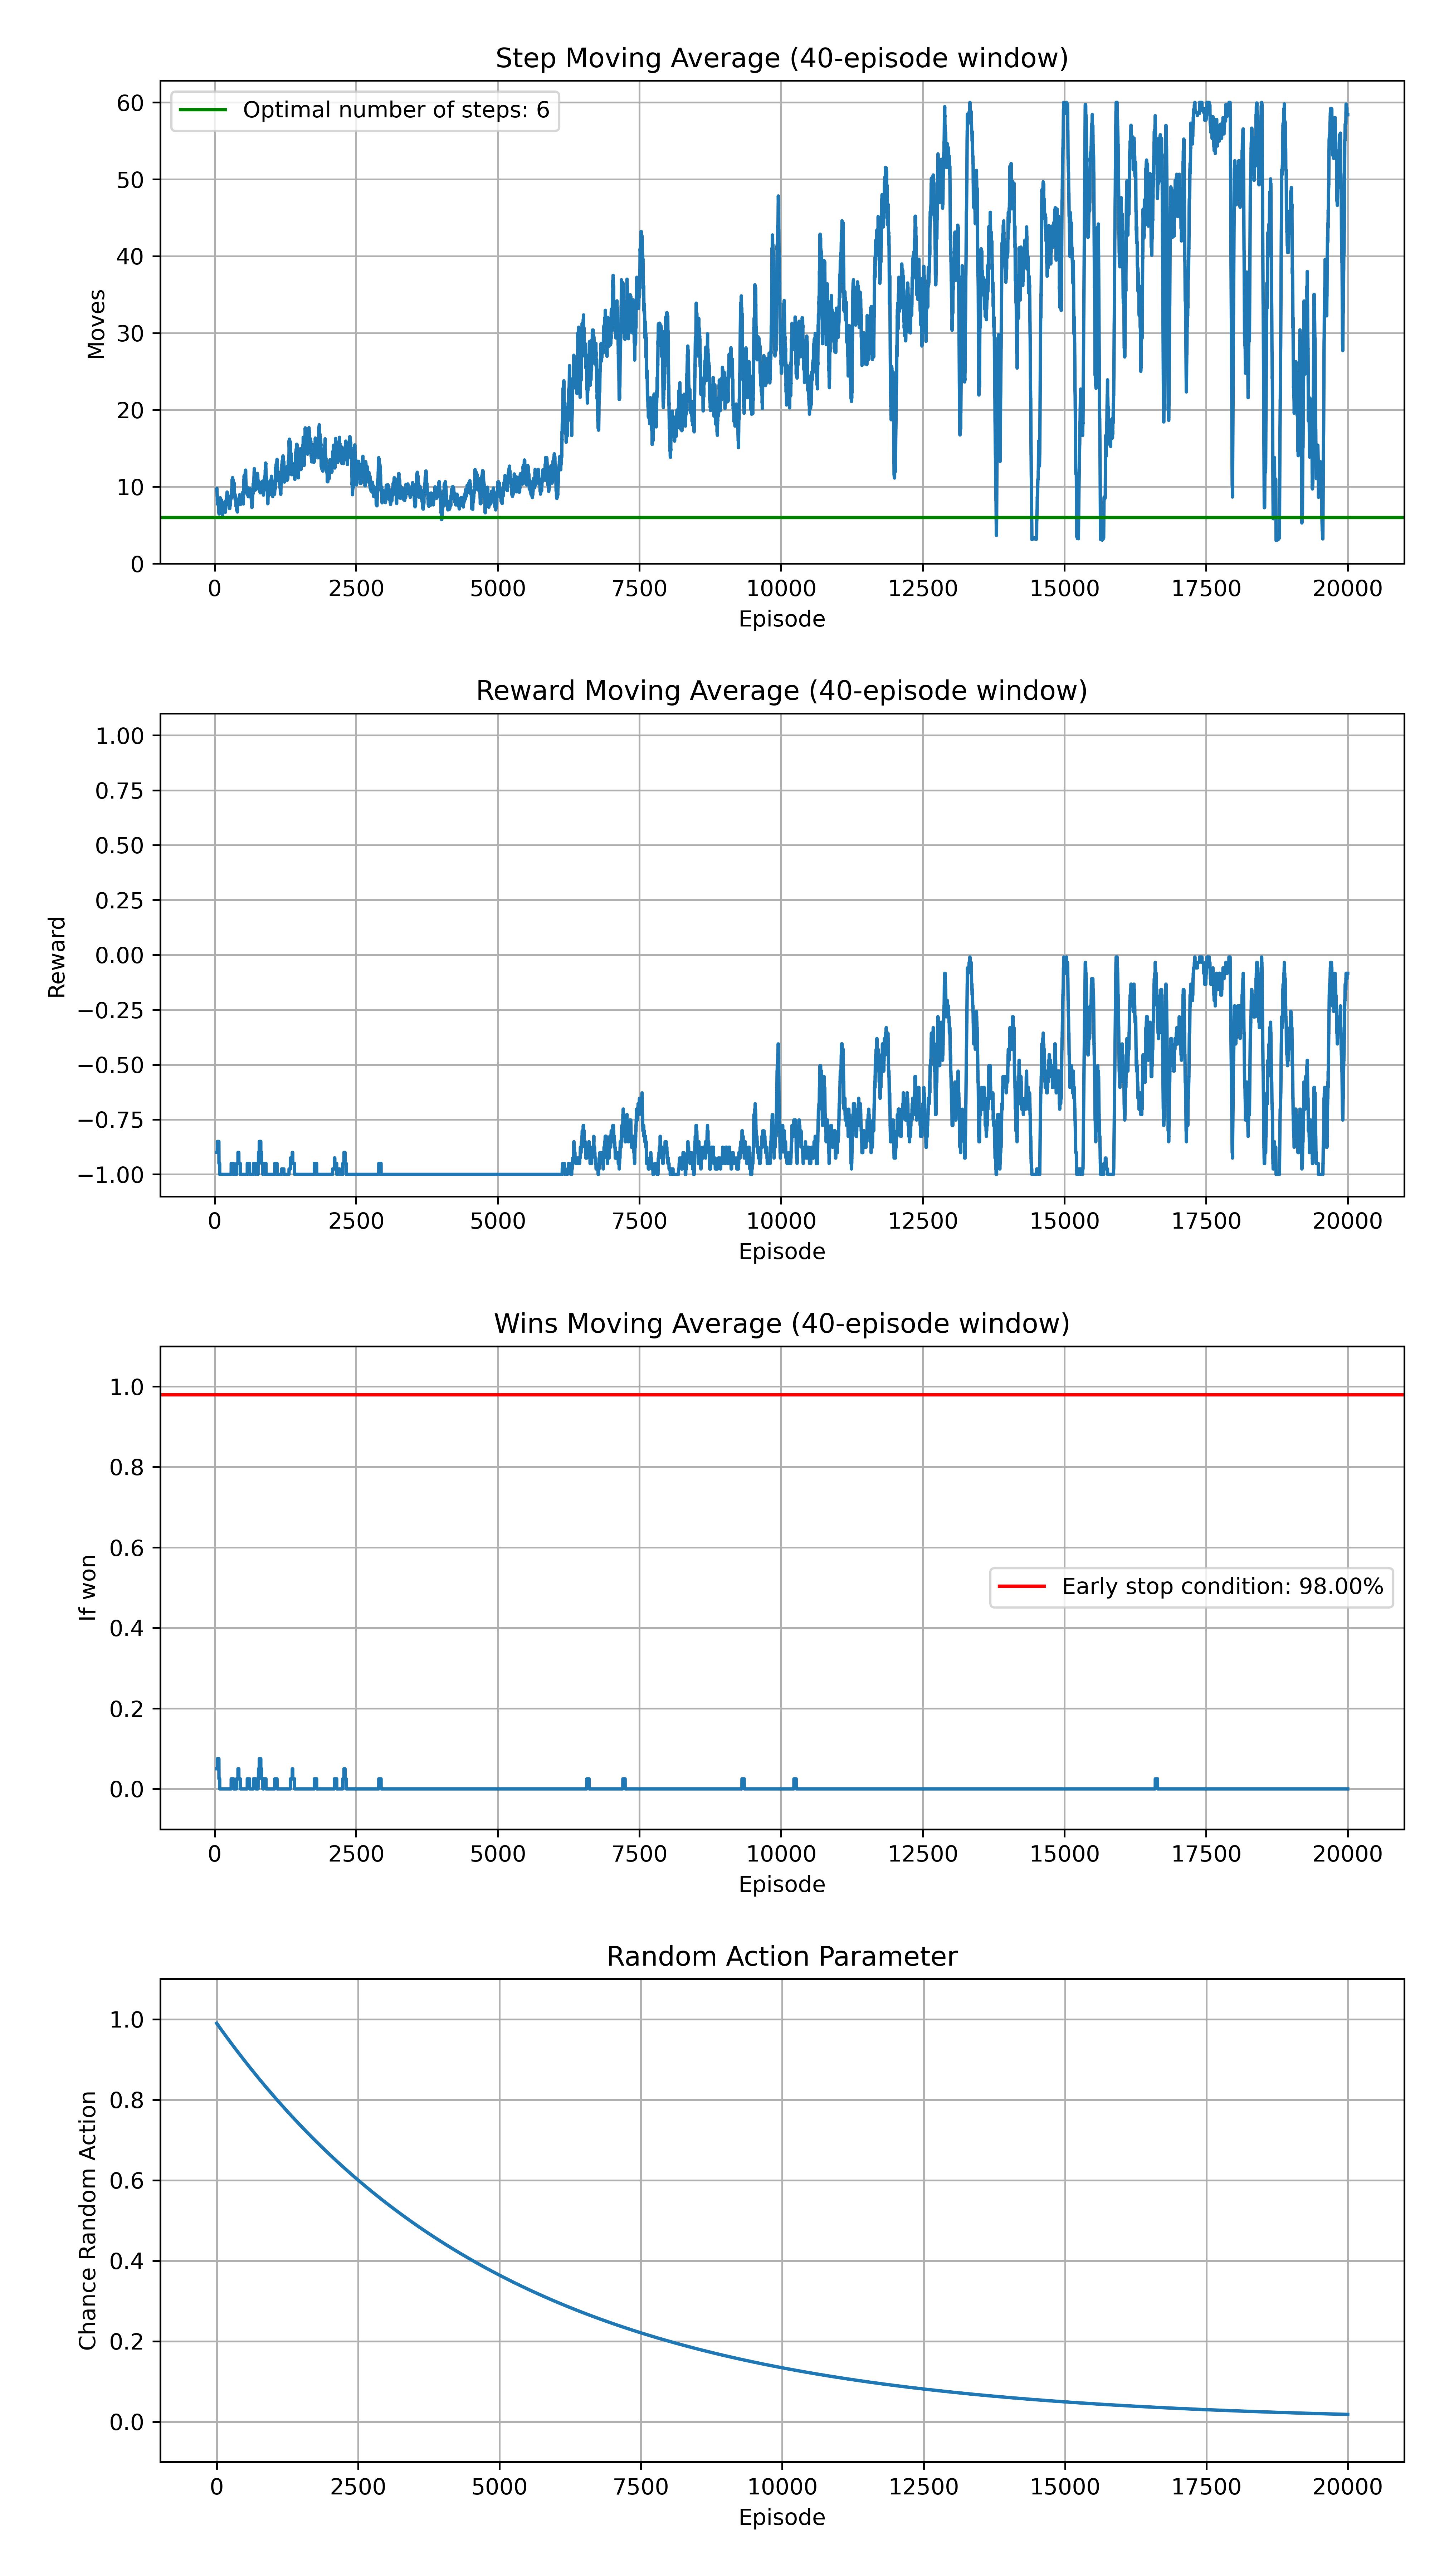 Step Moving Average (40-episode window)
Optimal number of steps: 6
60
50
40
30
20
10
0
Moves
0 2500 5000 7500 10000 12500 15000 17500 20000
Episode
Reward Moving Average (40-episode window)
1.00
0.75
0.50
0.25
0.00
−0.25
−0.50
−0.75
−1.00
Reward
0 2500 5000 7500 10000 12500 15000 17500 20000
Episode
Wins Moving Average (40-episode window)
1.0
0.8
0.6
0.4
0.2
0.0
If won
Early stop condition: 98.00%
0 2500 5000 7500 10000 12500 15000 17500 20000
Episode
Random Action Parameter
1.0
0.8
0.6
0.4
0.2
0.0
Chance Random Action
0 2500 5000 7500 10000 12500 15000 17500 20000
Episode